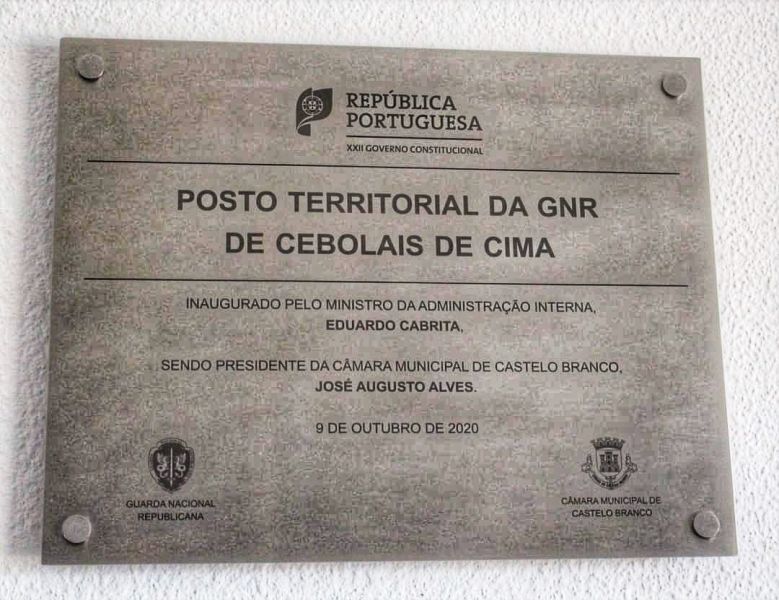 REPÚBLICA
PORTUGUESA
XXII GOVERNO CONSTITUCIONAL
POSTO TERRITORIAL DA GNR
DE CEBOLAIS DE CIMA
INAUGURADO PELO MINISTRO DA ADMINISTRAÇÃO INTERNA,
EDUARDO CABRITA,
SENDO PRESIDENTE DA CÂMARA MUNICIPAL DE CASTELO BRANCO,
JOSÉ AUGUSTO ALVES.
9 DE OUTUBRO DE 2020
GUARDA NACIONAL
REPUBLICANA
CÂMARA MUNICIPAL DE
CASTELO BRANCO